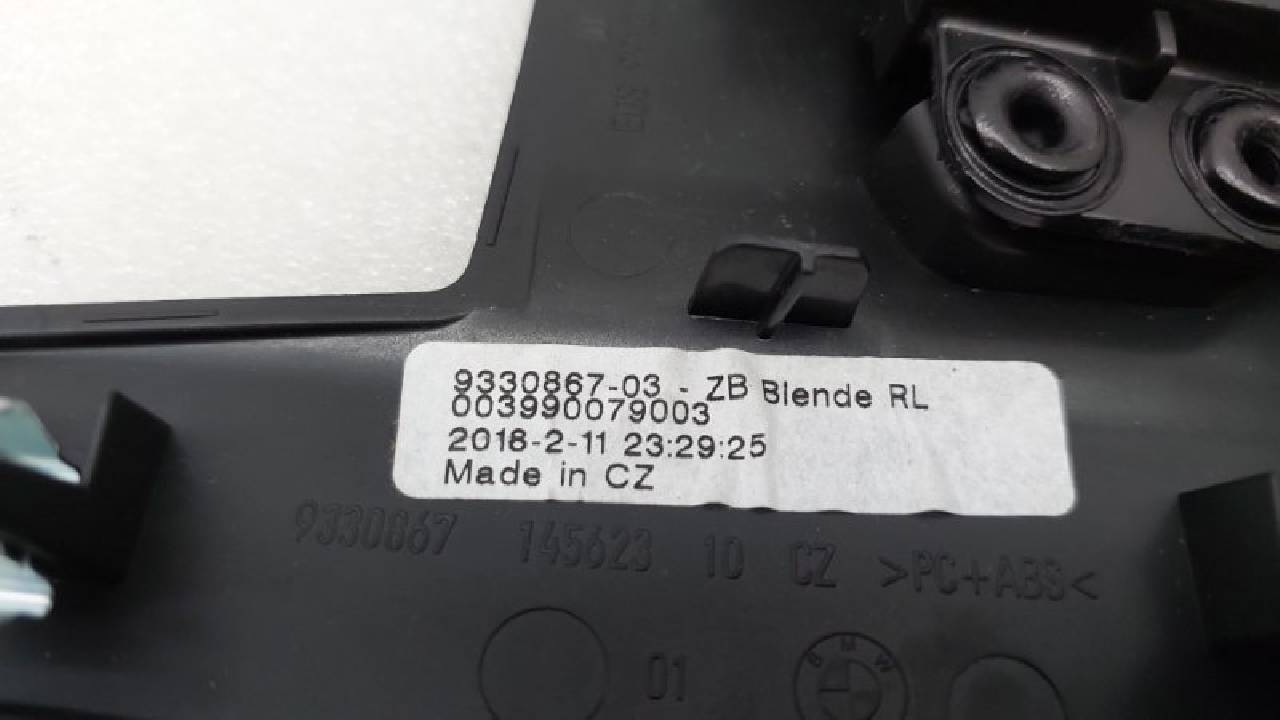 9330867-03 - ZB Blende RL
003990079003
2018-2-11 23:29:25
Made in CZ
9330867 145623 10 CZ >PC+ABS<
01
BMW